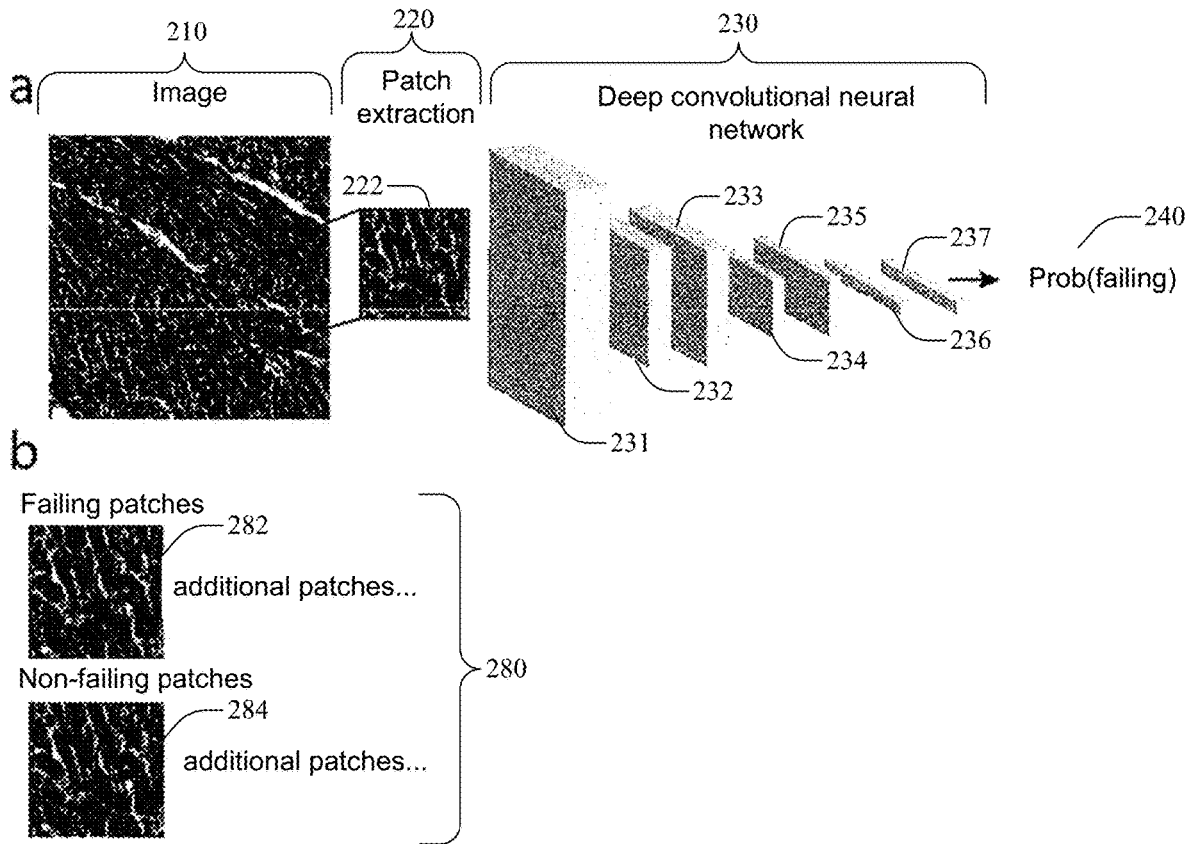 210
220
230
a
Image
Patch
extraction
Deep convolutional neural
network
222
233
235
237
240
Prob(failing)
236
234
232
231
b
Failing patches
282
additional patches...
280
Non-failing patches
284
additional patches...